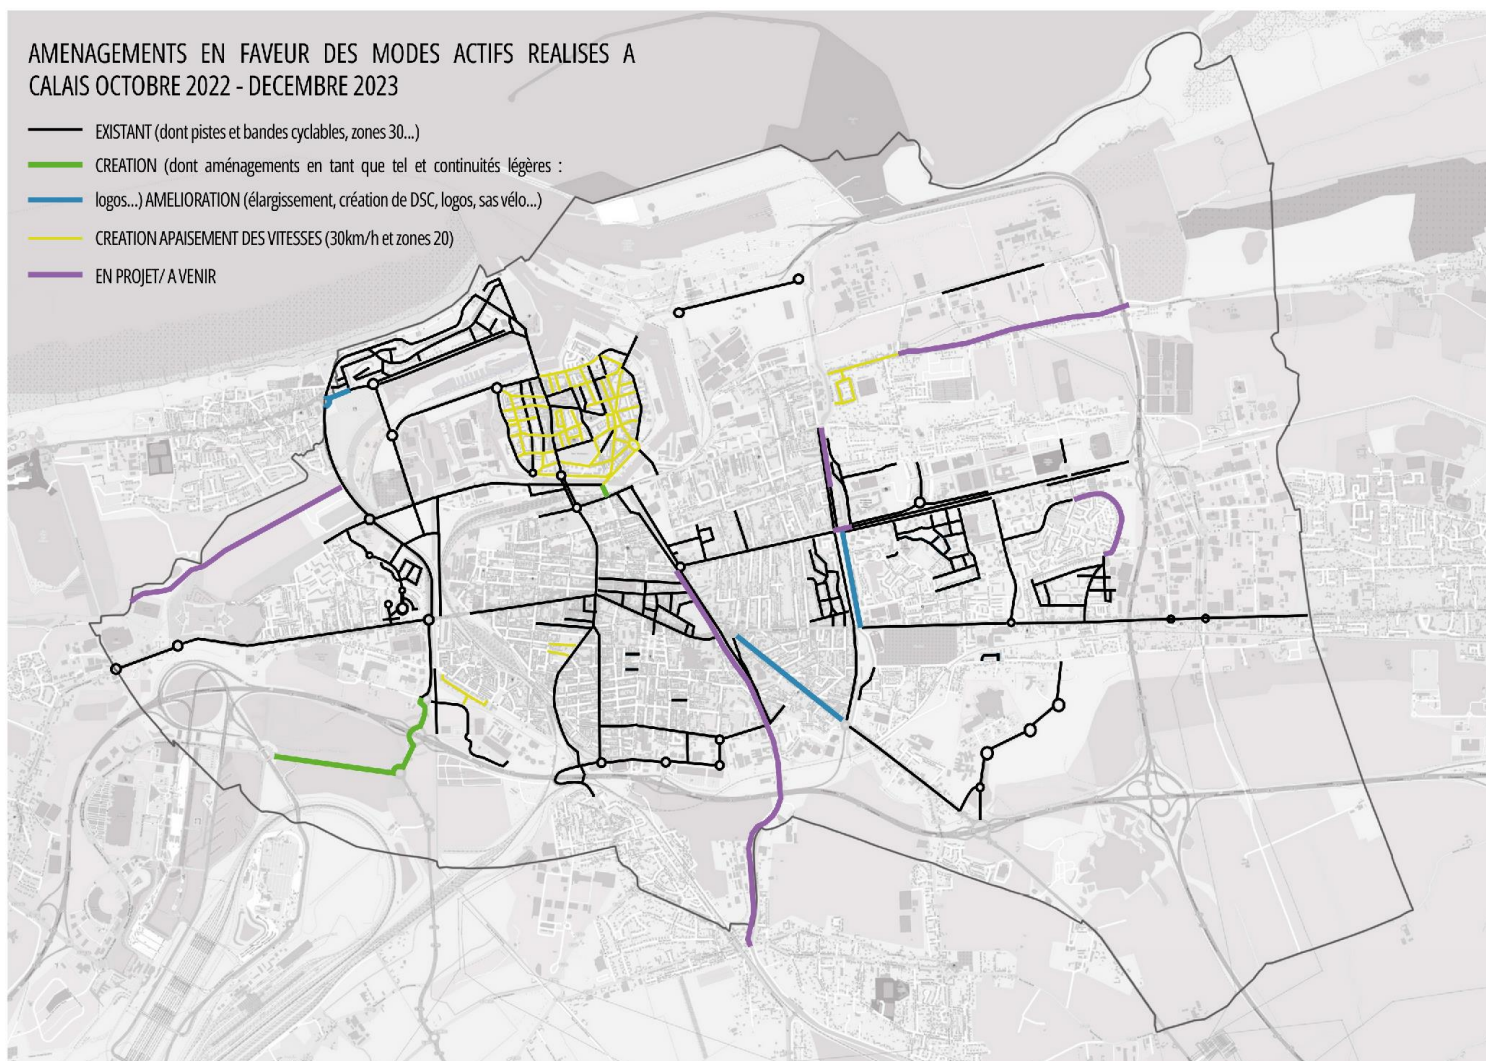 AMENAGEMENTS EN FAVEUR DES MODES ACTIFS REALISES A
CALAIS OCTOBRE 2022 - DECEMBRE 2023
EXISTANT (dont pistes et bandes cyclables, zones 30...)
CREATION (dont aménagements en tant que tel et continuités légères :
logos...) AMELIORATION (élargissement, création de DSC, logos, sas vélo...)
CREATION APAISEMENT DES VITESSES (30km/h et zones 20)
EN PROJET/ A VENIR